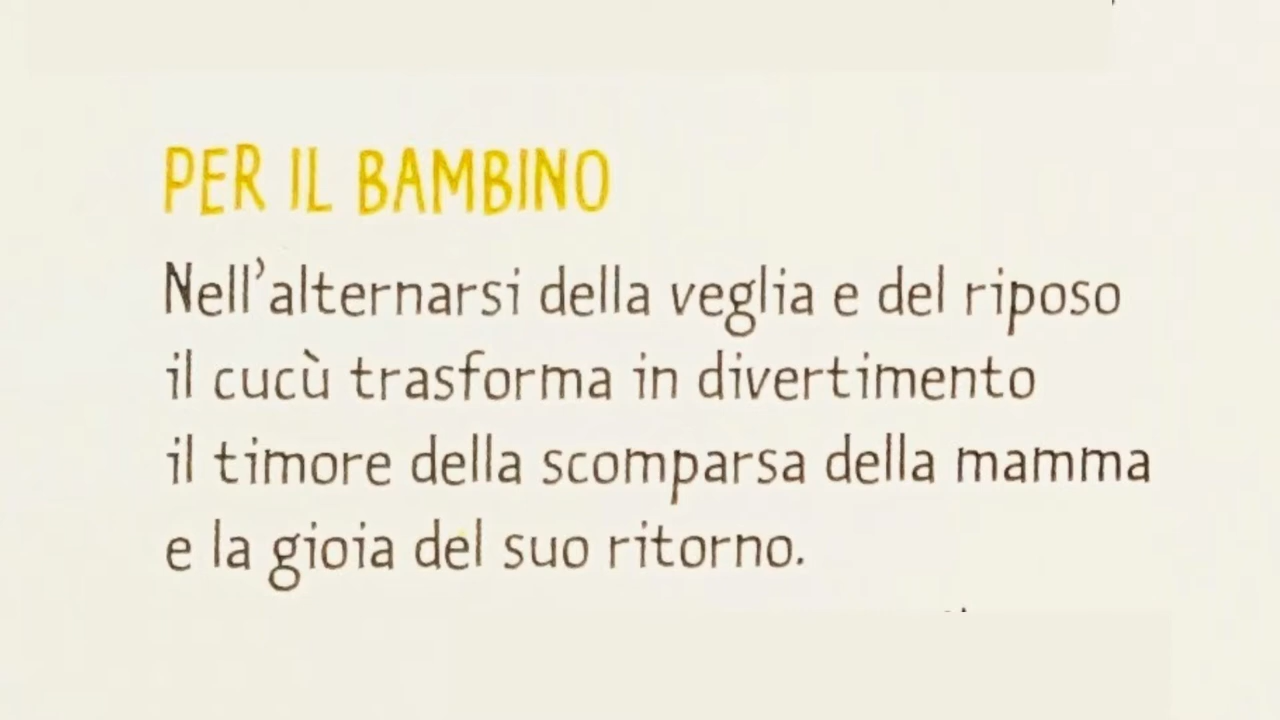 PER IL BAMBINO
Nell’alternarsi della veglia e del riposo
il cucù trasforma in divertimento
il timore della scomparsa della mamma
e la gioia del suo ritorno.